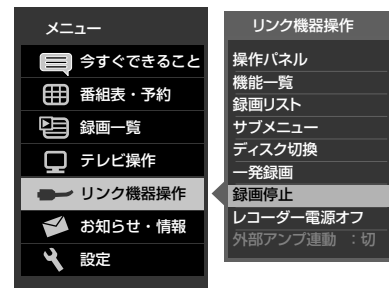 メニュー
今すぐできること
番組表・予約
録画一覧
テレビ操作
リンク機器操作
お知らせ・情報
設定
リンク機器操作
操作パネル
機能一覧
録画リスト
サブメニュー
ディスク切換
一発録画
録画停止
レコーダー電源オフ
外部アンプ連動 ：切